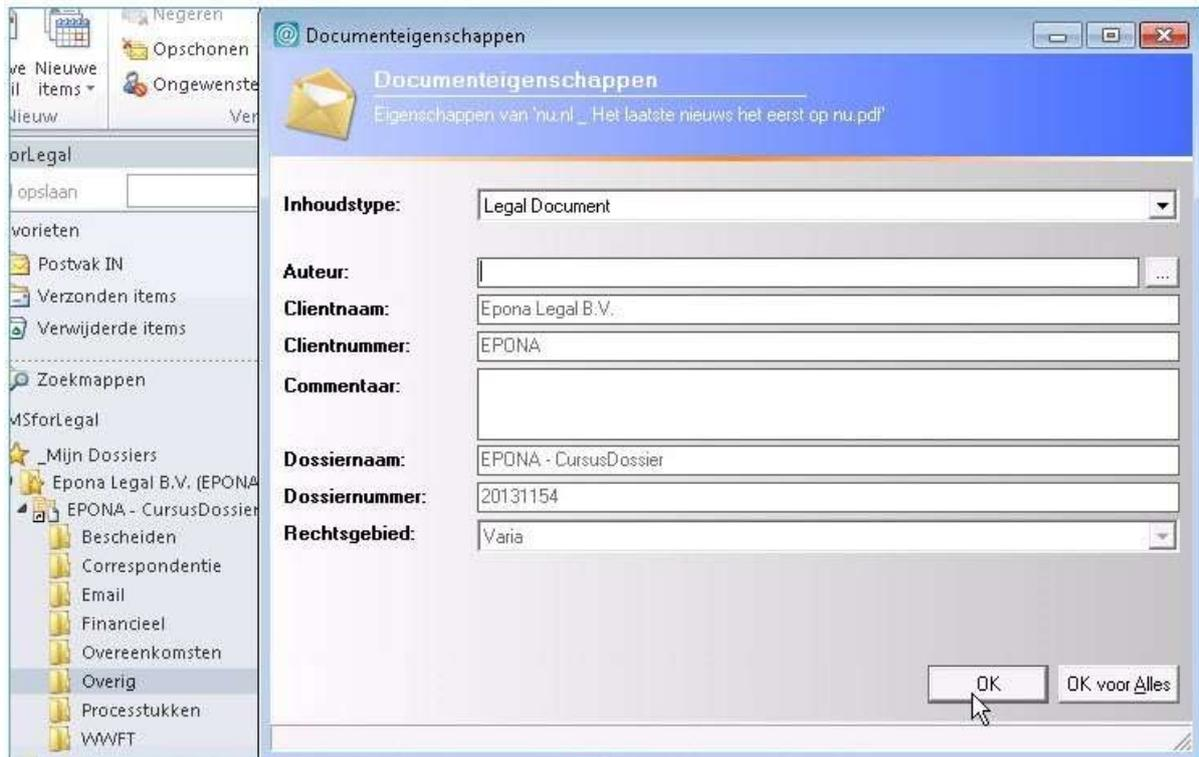 Negeren
Opschonen
Nieuwe
items
Ongewenste
Nieuw
Ver
orLegal
opslaan
vorieten
Postvak IN
Verzonden items
Verwijderde items
Zoekmappen
MSforLegal
_Mijn Dossiers
Epona Legal B.V. (EPONA
EPONA - CursusDossier
Bescheiden
Correspondentie
Email
Financieel
Overeenkomsten
Overig
Processtukken
WWFT
Documenteigenschappen
Documenteigenschappen
Eigenschappen van 'nu.nl _ Het laatste nieuws het eerst op nu.pdf'
Inhoudstype: Legal Document
Auteur: ...
Clientnaam: Epona Legal B.V.
Clientnummer: EPONA
Commentaar:
Dossiernaam: EPONA - CursusDossier
Dossiernummer: 20131154
Rechtsgebied: Varia
OK OK voor Alles